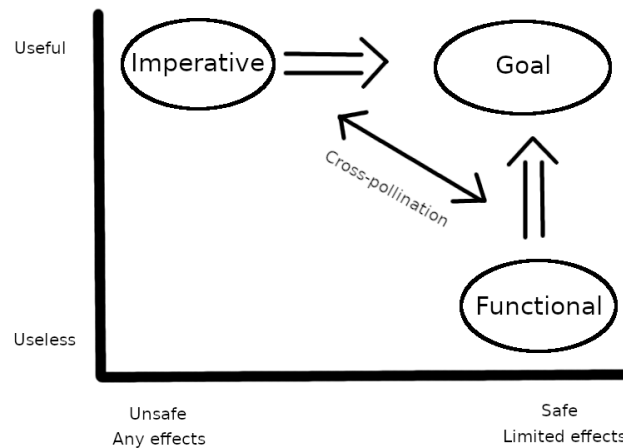 Useful
Imperative
Goal
Cross-pollination
Functional
Useless
Unsafe
Any effects
Safe
Limited effects